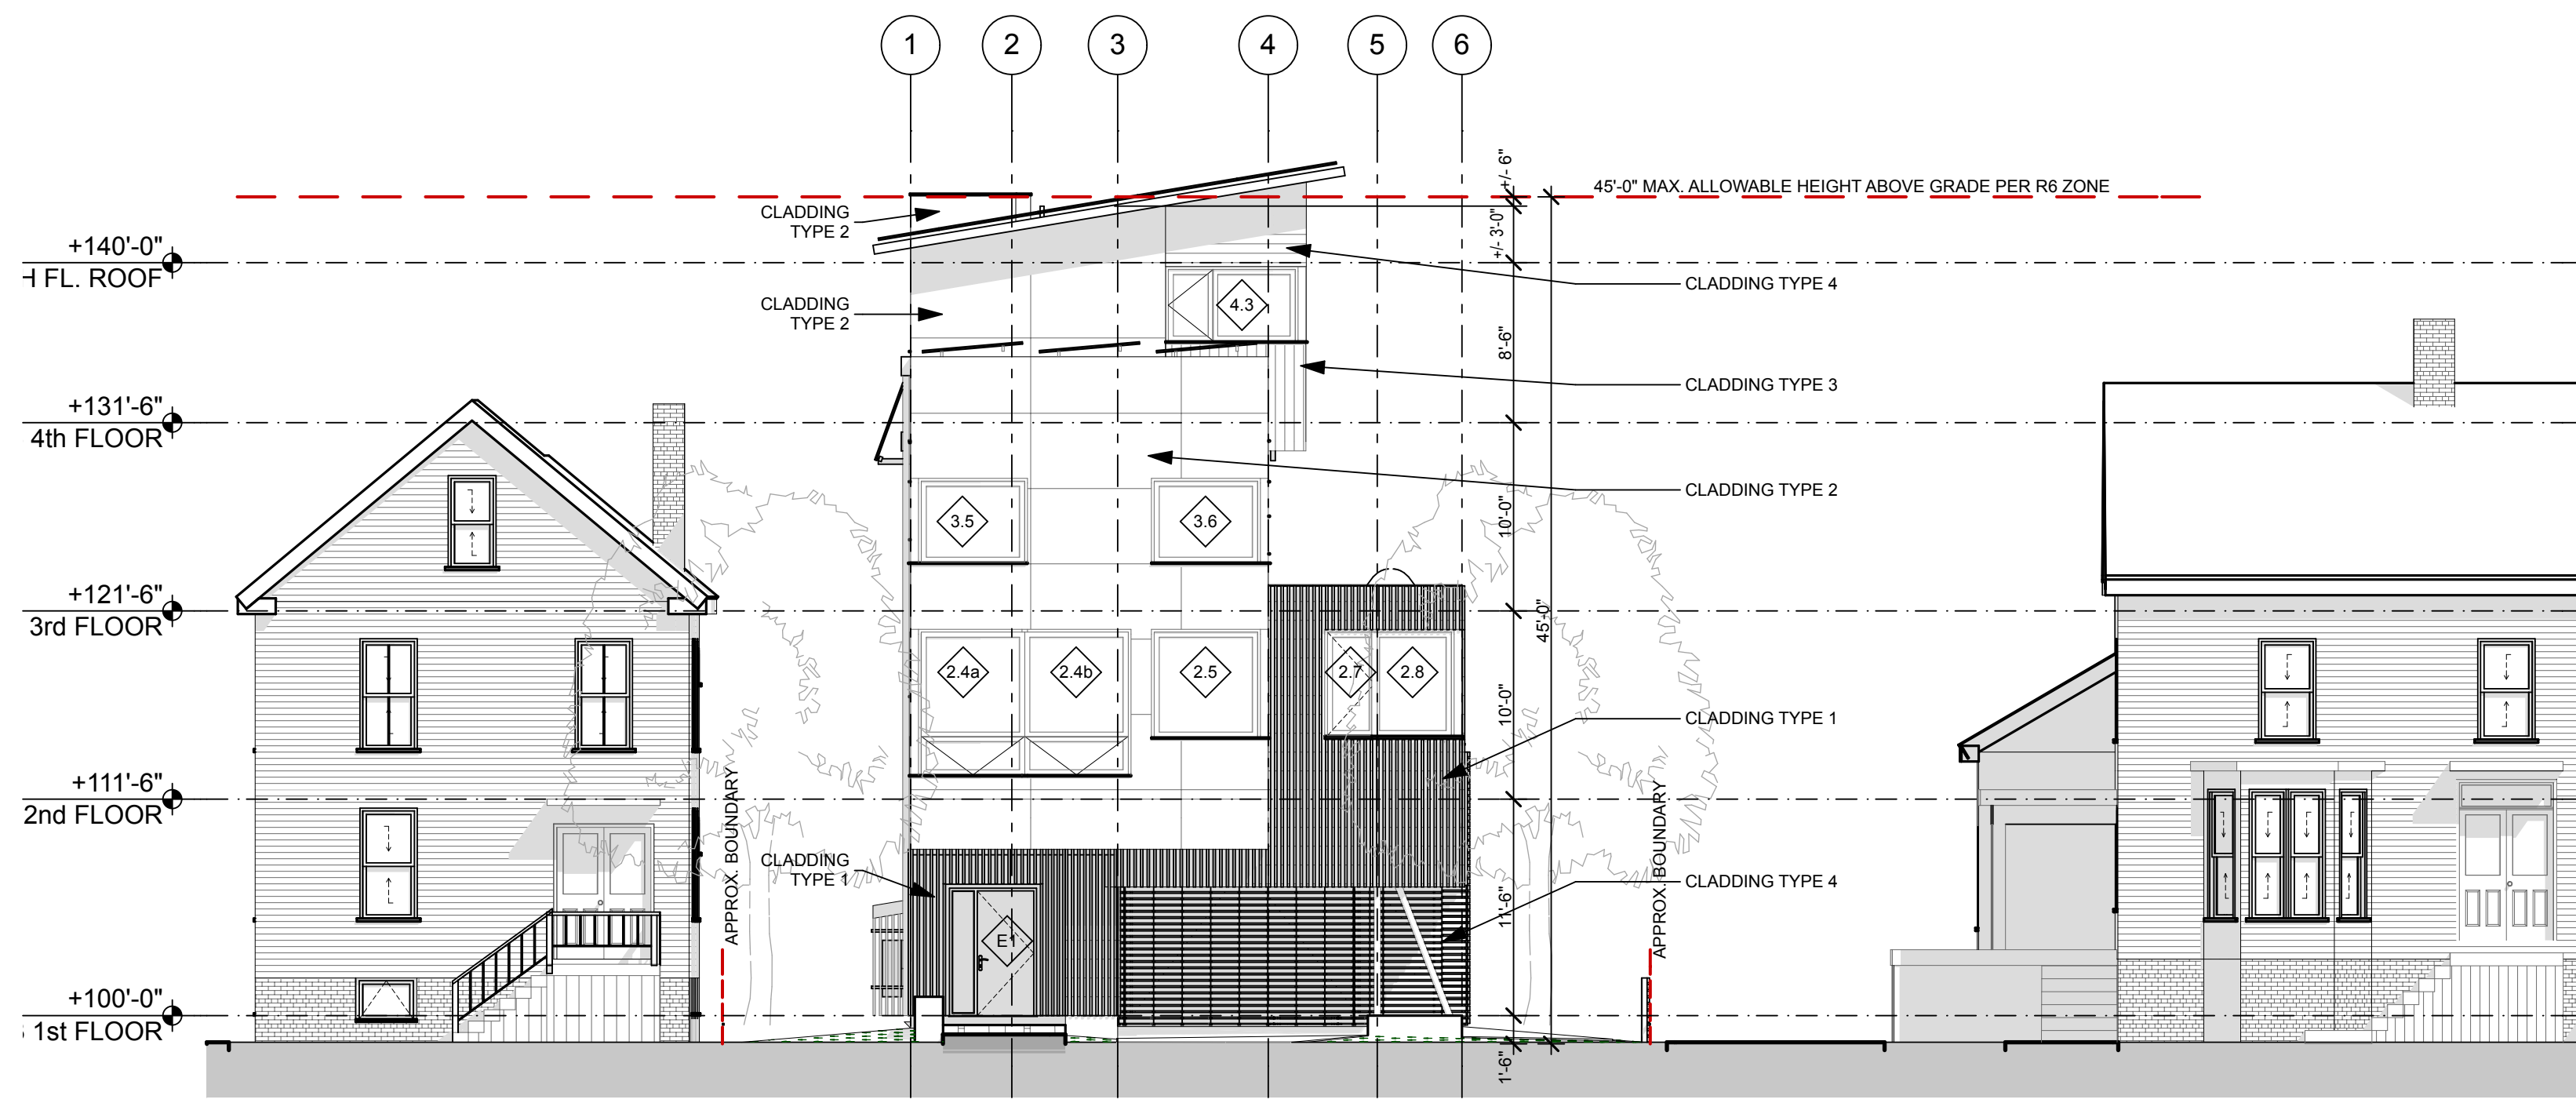 1 2 3 4 5 6
+/- 6"
45'-0" MAX. ALLOWABLE HEIGHT ABOVE GRADE PER R6 ZONE
CLADDING
TYPE 2
+/- 3'-0"
+140'-0"
H FL. ROOF
CLADDING TYPE 4
CLADDING
TYPE 2
4.3
8'-6"
CLADDING TYPE 3
+131'-6"
4th FLOOR
CLADDING TYPE 2
3.5
3.6
10'-0"
+121'-6"
3rd FLOOR
45'-0"
2.4a
2.4b
2.5
2.7
2.8
10'-0"
CLADDING TYPE 1
+111'-6"
2nd FLOOR
APPROX. BOUNDARY
APPROX. BOUNDARY
CLADDING
TYPE 1
CLADDING TYPE 4
11'-6"
E1
+100'-0"
1st FLOOR
1'-6"